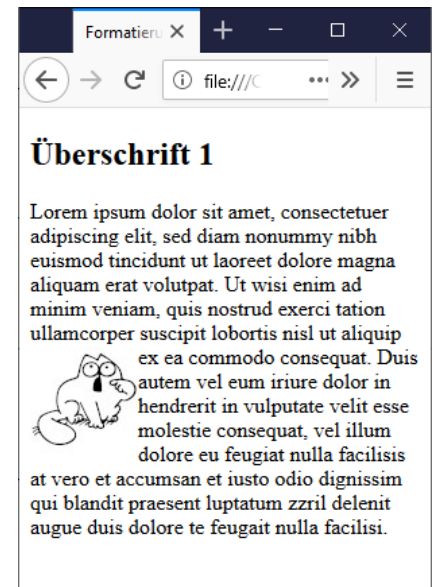 Formatieru
file:///C
Überschrift 1
Lorem ipsum dolor sit amet, consectetuer
adipiscing elit, sed diam nonummy nibh
euismod tincidunt ut laoreet dolore magna
aliquam erat volutpat. Ut wisi enim ad
minim veniam, quis nostrud exerci tation
ullamcorper suscipit lobortis nisl ut aliquip
ex ea commodo consequat. Duis
autem vel eum iriure dolor in
hendrerit in vulputate velit esse
molestie consequat, vel illum
dolore eu feugiat nulla facilisis
at vero et accumsan et iusto odio dignissim
qui blandit praesent luptatum zzril delenit
augue duis dolore te feugait nulla facilisi.